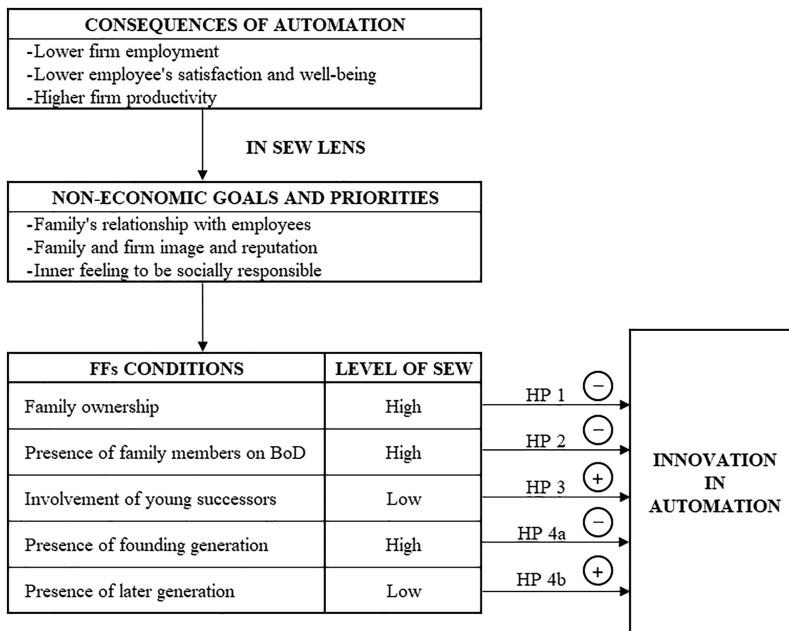 CONSEQUENCES OF AUTOMATION
-Lower firm employment
-Lower employee's satisfaction and well-being
-Higher firm productivity
IN SEW LENS
NON-ECONOMIC GOALS AND PRIORITIES
-Family's relationship with employees
-Family and firm image and reputation
-Inner feeling to be socially responsible
FFs CONDITIONS LEVEL OF SEW
Family ownership High HP 1 −
Presence of family members on BoD High HP 2 −
Involvement of young successors Low HP 3 +
Presence of founding generation High HP 4a −
Presence of later generation Low HP 4b +
INNOVATION
IN
AUTOMATION